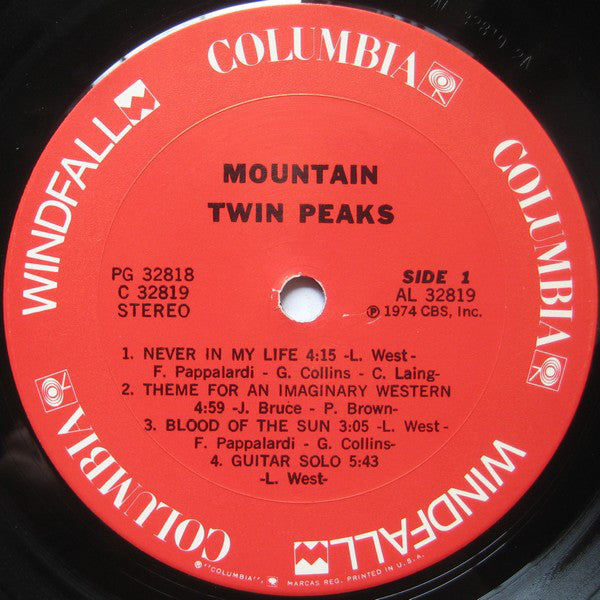 COLUMBIA
COLUMBIA
WINDFALL
COLUMBIA
WINDFALL
MOUNTAIN
TWIN PEAKS
PG 32818
C 32819
STEREO
SIDE 1
AL 32819
℗ 1974 CBS, Inc.
1. NEVER IN MY LIFE 4:15 -L. West-
F. Pappalardi - G. Collins - C. Laing-
2. THEME FOR AN IMAGINARY WESTERN
4:59 -J. Bruce - P. Brown-
3. BLOOD OF THE SUN 3:05 -L. West-
F. Pappalardi - G. Collins-
4. GUITAR SOLO 5:43
-L. West-
"COLUMBIA", MARCAS REG. PRINTED IN U.S.A.